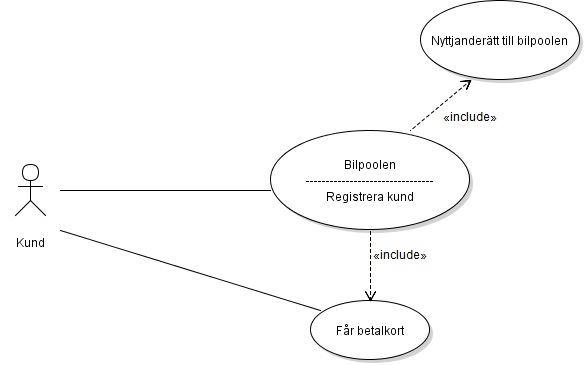 Nyttjanderätt till bilpoolen
«include»
Bilpoolen
Registrera kund
Kund
«include»
Får betalkort